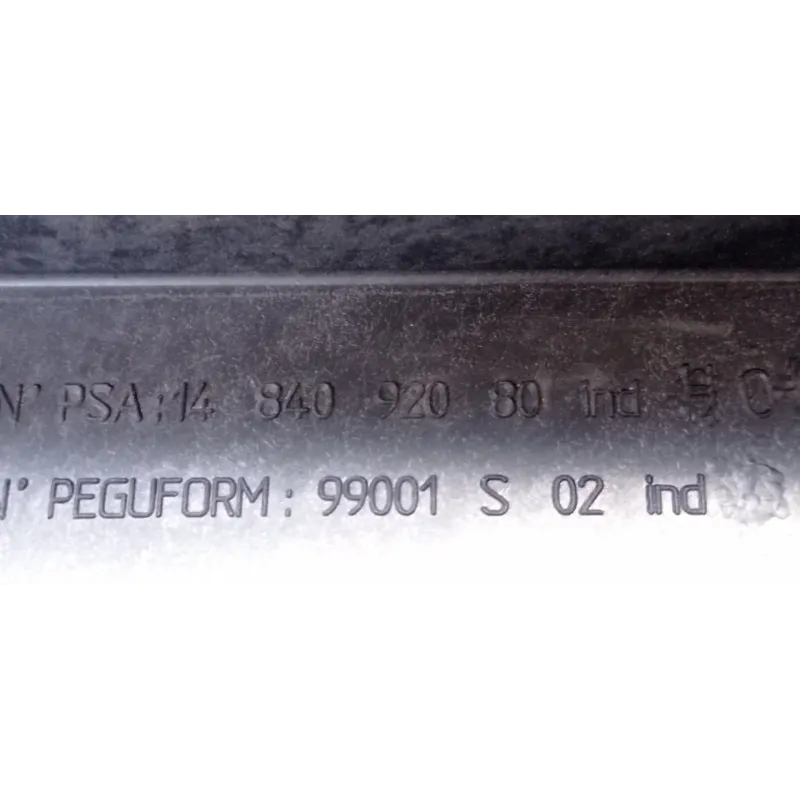 N° PSA:14 840 920 80 ind
N° PEGUFORM: 99001 S 02 ind